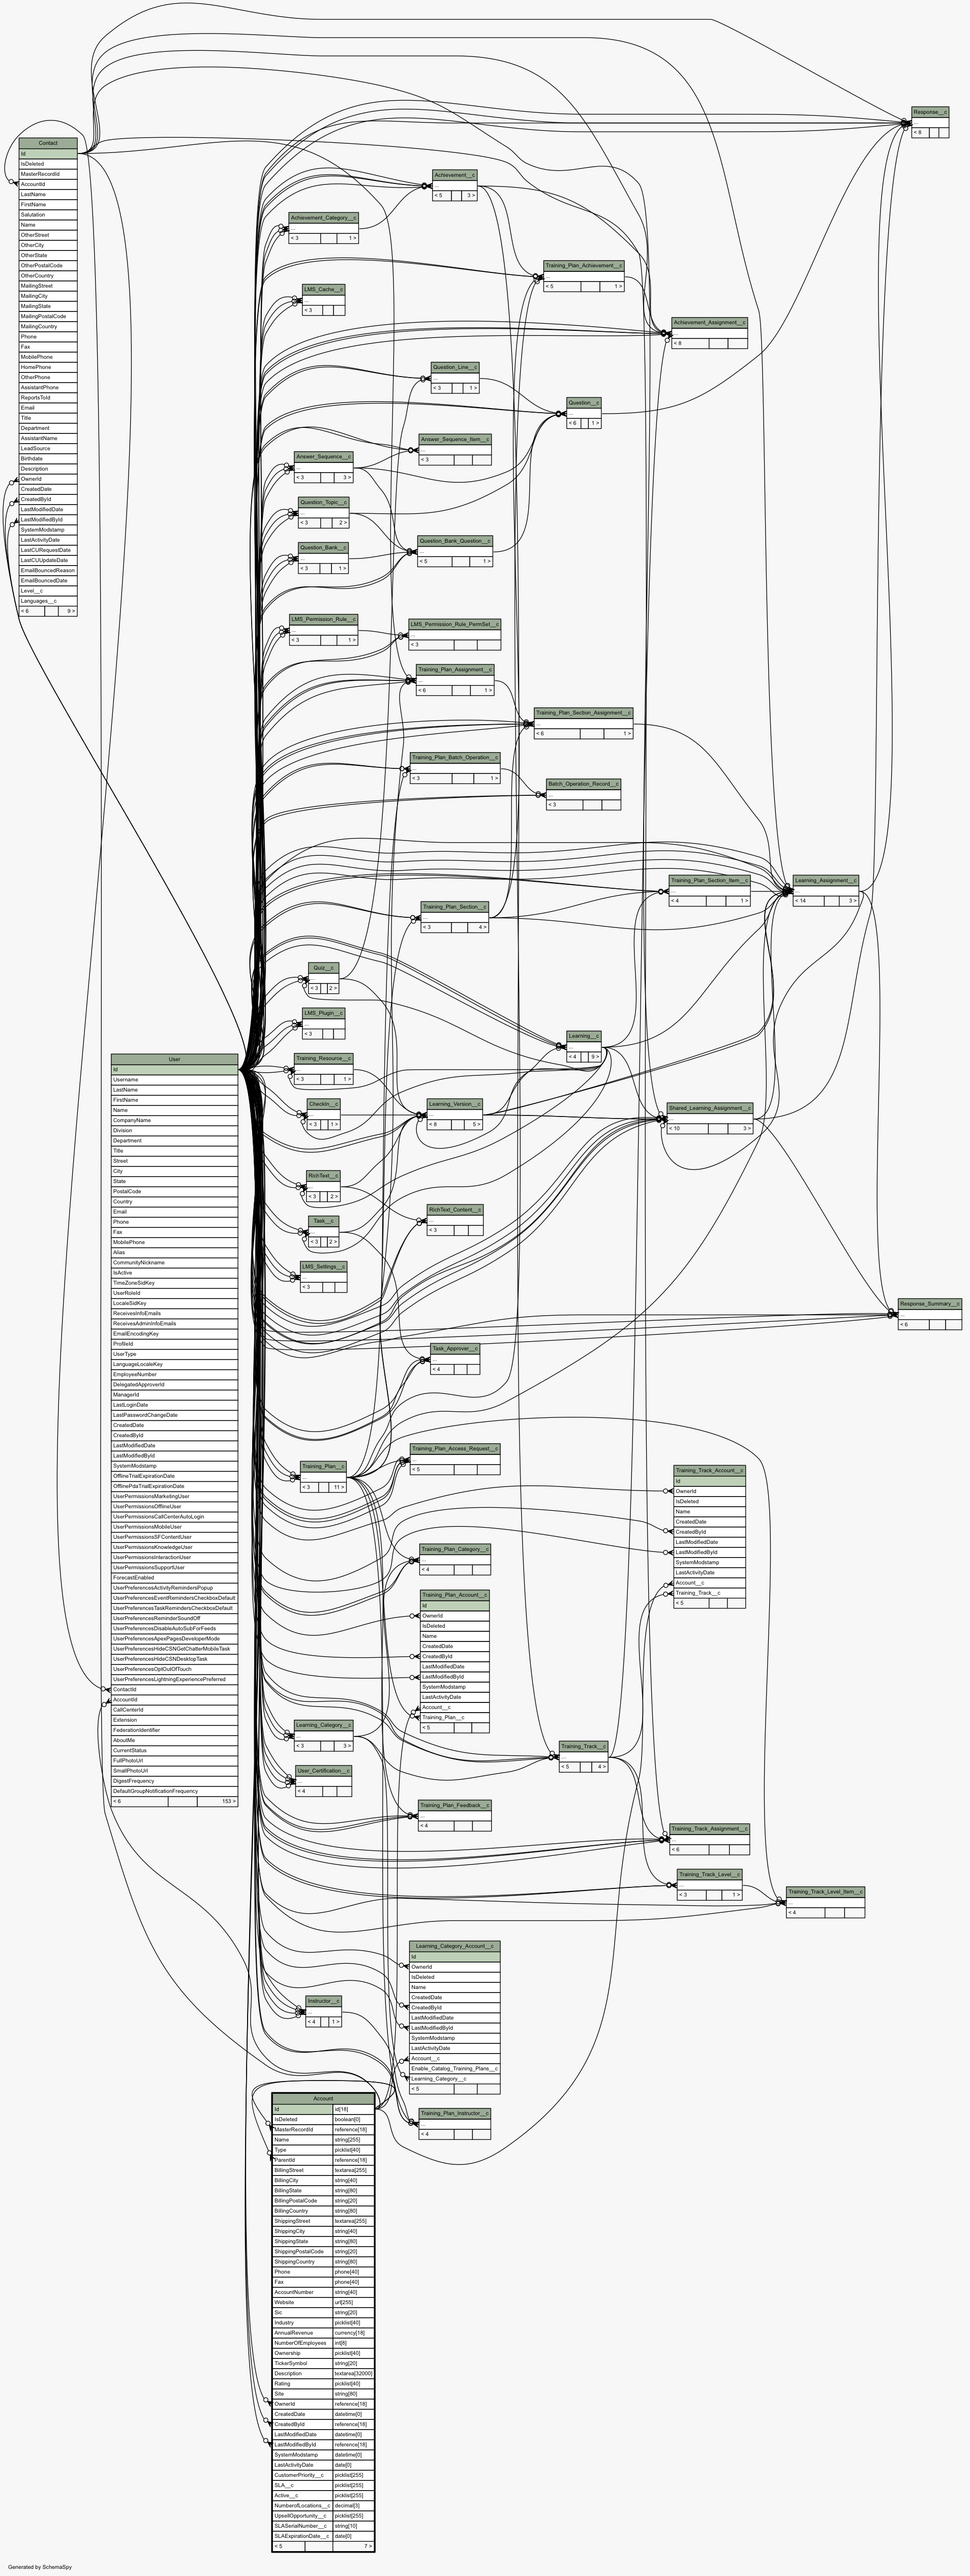 Response__c
...
< 8
Contact
Id
IsDeleted
MasterRecordId
AccountId
LastName
FirstName
Salutation
Name
OtherStreet
OtherCity
OtherState
OtherPostalCode
OtherCountry
MailingStreet
MailingCity
MailingState
MailingPostalCode
MailingCountry
Phone
Fax
MobilePhone
HomePhone
OtherPhone
AssistantPhone
ReportsToId
Email
Title
Department
AssistantName
LeadSource
Birthdate
Description
OwnerId
CreatedDate
CreatedById
LastModifiedDate
LastModifiedById
SystemModstamp
LastActivityDate
LastCURequestDate
LastCUUpdateDate
EmailBouncedReason
EmailBouncedDate
Level__c
Languages__c
< 6 9 >
Achievement__c
...
< 5 3 >
Achievement_Category__c
...
< 3 1 >
Training_Plan_Achievement__c
...
< 5 1 >
LMS_Cache__c
...
< 3
Achievement_Assignment__c
...
< 8
Question_Line__c
...
< 3 1 >
Question__c
...
< 6 1 >
Answer_Sequence_Item__c
...
< 3
Answer_Sequence__c
...
< 3 3 >
Question_Topic__c
...
< 3 2 >
Question_Bank_Question__c
...
< 5 1 >
Question_Bank__c
...
< 3 1 >
LMS_Permission_Rule__c
...
< 3 1 >
LMS_Permission_Rule_PermSet__c
...
< 3
Training_Plan_Assignment__c
...
< 6 1 >
Training_Plan_Section_Assignment__c
...
< 6 1 >
Training_Plan_Batch_Operation__c
...
< 3 1 >
Batch_Operation_Record__c
...
< 3
Training_Plan_Section_Item__c
...
< 4 1 >
Learning_Assignment__c
...
< 14 3 >
Training_Plan_Section__c
...
< 3 4 >
Quiz__c
...
< 3 2 >
LMS_Plugin__c
...
< 3
Learning__c
...
< 4 9 >
Training_Resource__c
...
< 3 1 >
CheckIn__c
...
< 3 1 >
Learning_Version__c
...
< 8 5 >
Shared_Learning_Assignment__c
...
< 10 3 >
RichText__c
...
< 3 2 >
RichText_Content__c
...
< 3
Task__c
...
< 3 2 >
LMS_Settings__c
...
< 3
Response_Summary__c
...
< 6
Task_Approver__c
...
< 4
User
Id
Username
LastName
FirstName
Name
CompanyName
Division
Department
Title
Street
City
State
PostalCode
Country
Email
Phone
Fax
MobilePhone
Alias
CommunityNickname
IsActive
TimeZoneSidKey
UserRoleId
LocaleSidKey
ReceivesInfoEmails
ReceivesAdminInfoEmails
EmailEncodingKey
ProfileId
UserType
LanguageLocaleKey
EmployeeNumber
DelegatedApproverId
ManagerId
LastLoginDate
LastPasswordChangeDate
CreatedDate
CreatedById
LastModifiedDate
LastModifiedById
SystemModstamp
OfflineTrialExpirationDate
OfflinePdaTrialExpirationDate
UserPermissionsMarketingUser
UserPermissionsOfflineUser
UserPermissionsCallCenterAutoLogin
UserPermissionsMobileUser
UserPermissionsSFContentUser
UserPermissionsKnowledgeUser
UserPermissionsInteractionUser
UserPermissionsSupportUser
ForecastEnabled
UserPreferencesActivityRemindersPopup
UserPreferencesEventRemindersCheckboxDefault
UserPreferencesTaskRemindersCheckboxDefault
UserPreferencesReminderSoundOff
UserPreferencesDisableAutoSubForFeeds
UserPreferencesApexPagesDeveloperMode
UserPreferencesHideCSNGetChatterMobileTask
UserPreferencesHideCSNDesktopTask
UserPreferencesOptOutOfTouch
UserPreferencesLightningExperiencePreferred
ContactId
AccountId
CallCenterId
Extension
FederationIdentifier
AboutMe
CurrentStatus
FullPhotoUrl
SmallPhotoUrl
DigestFrequency
DefaultGroupNotificationFrequency
< 6 153 >
Training_Plan_Access_Request__c
...
< 5
Training_Plan__c
...
< 3 11 >
Training_Track_Account__c
Id
OwnerId
IsDeleted
Name
CreatedDate
CreatedById
LastModifiedDate
LastModifiedById
SystemModstamp
LastActivityDate
Account__c
Training_Track__c
< 5
Training_Plan_Category__c
...
< 4
Training_Plan_Account__c
Id
OwnerId
IsDeleted
Name
CreatedDate
CreatedById
LastModifiedDate
LastModifiedById
SystemModstamp
LastActivityDate
Account__c
Training_Plan__c
< 5
Learning_Category__c
...
< 3 3 >
Training_Track__c
...
< 5 4 >
User_Certification__c
...
< 4
Training_Plan_Feedback__c
...
< 4
Training_Track_Assignment__c
...
< 6
Training_Track_Level__c
...
< 3 1 >
Training_Track_Level_Item__c
...
< 4
Learning_Category_Account__c
Id
OwnerId
IsDeleted
Name
CreatedDate
CreatedById
LastModifiedDate
LastModifiedById
SystemModstamp
LastActivityDate
Account__c
Enable_Catalog_Training_Plans__c
Learning_Category__c
< 5
Instructor__c
...
< 4 1 >
Training_Plan_Instructor__c
...
< 4
Account
Id id[18]
IsDeleted boolean[0]
MasterRecordId reference[18]
Name string[255]
Type picklist[40]
ParentId reference[18]
BillingStreet textarea[255]
BillingCity string[40]
BillingState string[80]
BillingPostalCode string[20]
BillingCountry string[80]
ShippingStreet textarea[255]
ShippingCity string[40]
ShippingState string[80]
ShippingPostalCode string[20]
ShippingCountry string[80]
Phone phone[40]
Fax phone[40]
AccountNumber string[40]
Website url[255]
Sic string[20]
Industry picklist[40]
AnnualRevenue currency[18]
NumberOfEmployees int[8]
Ownership picklist[40]
TickerSymbol string[20]
Description textarea[32000]
Rating picklist[40]
Site string[80]
OwnerId reference[18]
CreatedDate datetime[0]
CreatedById reference[18]
LastModifiedDate datetime[0]
LastModifiedById reference[18]
SystemModstamp datetime[0]
LastActivityDate date[0]
CustomerPriority__c picklist[255]
SLA__c picklist[255]
Active__c picklist[255]
NumberofLocations__c decimal[3]
UpsellOpportunity__c picklist[255]
SLASerialNumber__c string[10]
SLAExpirationDate__c date[0]
< 5 7 >
Generated by SchemaSpy